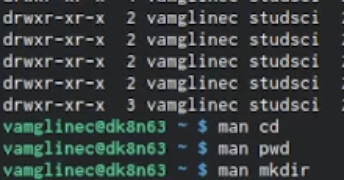 drwxr-xr-x 2 vamglinec studsci
drwxr-xr-x 2 vamglinec studsci
drwxr-xr-x 2 vamglinec studsci
drwxr-xr-x 2 vamglinec studsci
drwxr-xr-x 3 vamglinec studsci
vamglinec@dk8n63 ~ $ man cd
vamglinec@dk8n63 ~ $ man pwd
vamglinec@dk8n63 ~ $ man mkdir